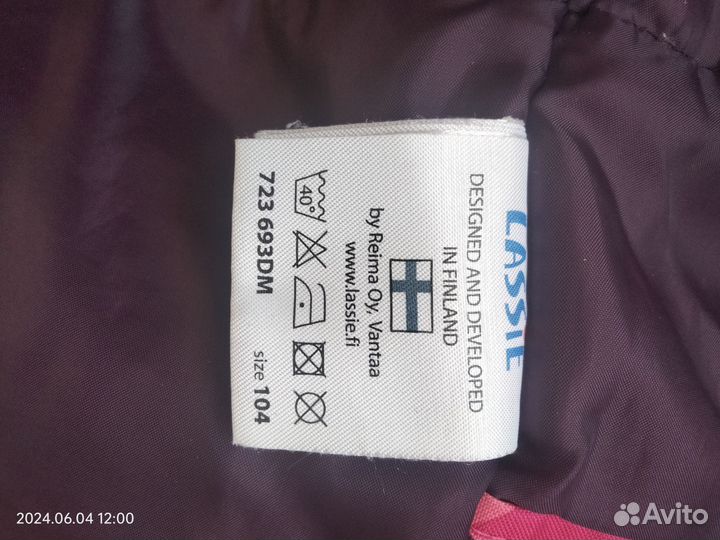 LASSIE
DESIGNED AND DEVELOPED
IN FINLAND
by Reima Oy, Vantaa
www.lassie.fi
40°
723 693DM size 104
2024.06.04 12:00
Avito